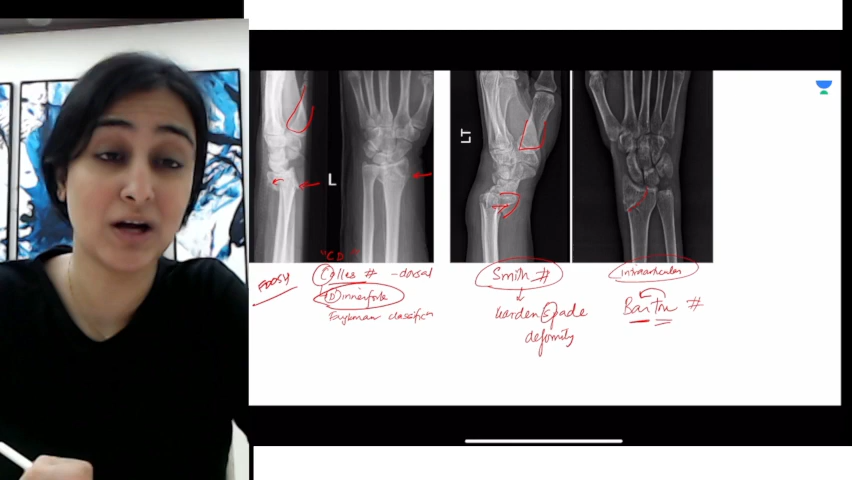 LT
L
"CD"
FOOSH
Colles # - dorsal
Dinnerfork
Frykman classificn
Smith #
Garden Spade
deformity
Intraarticular
Barton #